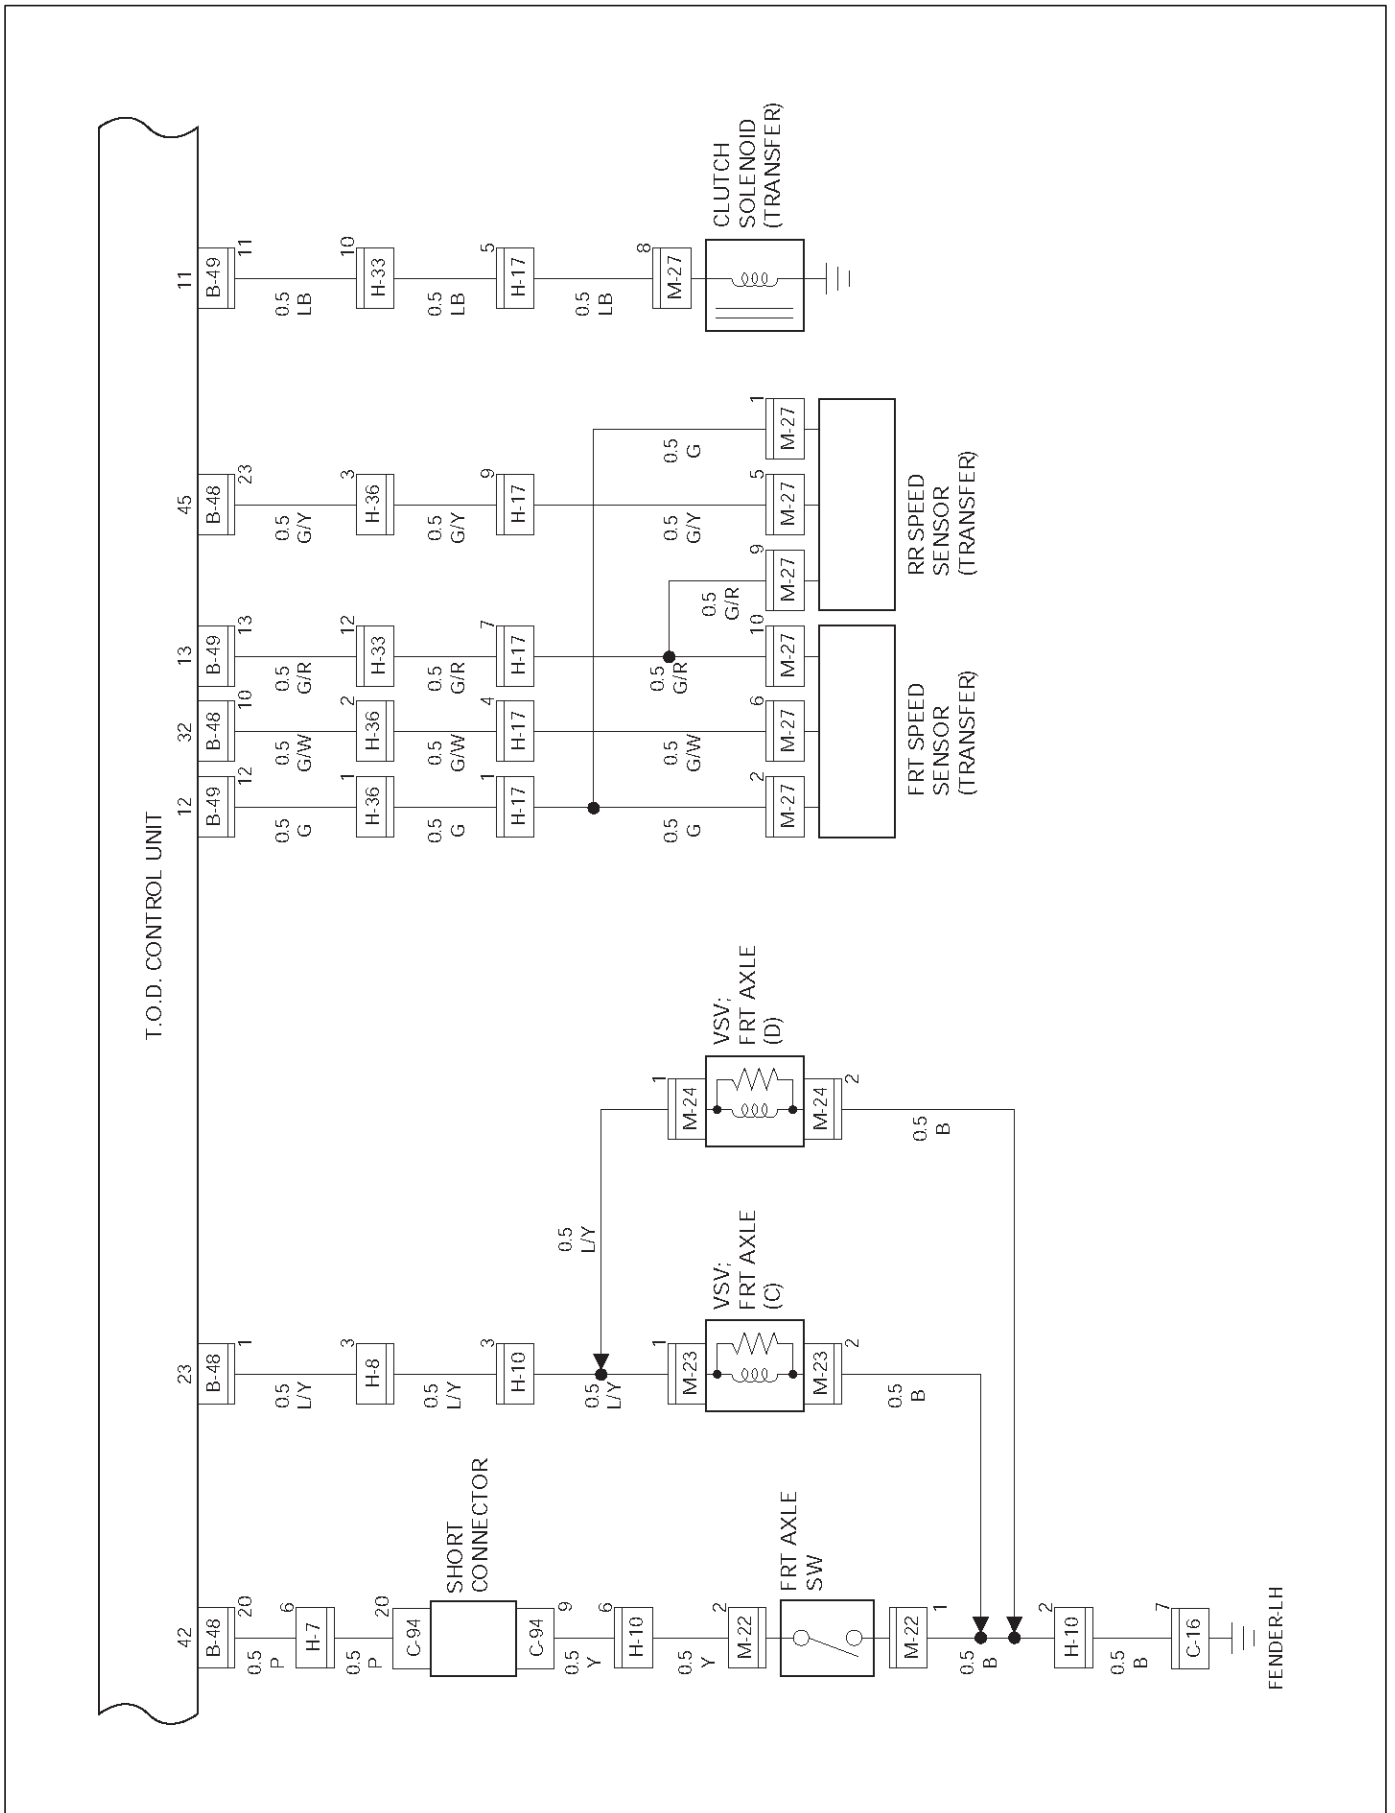 T.O.D. CONTROL UNIT
42
23
12
32
13
45
11
B-48
20
B-48
1
B-49
12
B-48
10
B-49
13
B-48
23
B-49
11
0.5
P
0.5
L/Y
0.5
G
0.5
G/W
0.5
G/R
0.5
G/Y
0.5
LB
H-7
6
H-8
3
H-36
1
H-36
2
H-33
12
H-36
3
H-33
10
0.5
P
0.5
L/Y
0.5
G
0.5
G/W
0.5
G/R
0.5
G/Y
0.5
LB
C-94
20
SHORT
CONNECTOR
C-94
9
H-10
3
H-17
1
H-17
4
H-17
7
H-17
9
H-17
5
0.5
Y
0.5
L/Y
0.5
L/Y
0.5
LB
H-10
6
0.5
Y
M-23
1
M-24
1
VSV;
FRT AXLE
(C)
VSV;
FRT AXLE
(D)
M-23
2
M-24
2
0.5
B
0.5
B
0.5
G
0.5
G/W
0.5
G/R
0.5
G/R
0.5
G/Y
0.5
G
M-27
8
CLUTCH
SOLENOID
(TRANSFER)
M-22
2
FRT AXLE
SW
M-22
1
M-27
2
M-27
6
M-27
10
M-27
9
M-27
5
M-27
1
FRT SPEED
SENSOR
(TRANSFER)
RR SPEED
SENSOR
(TRANSFER)
0.5
B
H-10
2
0.5
B
C-16
7
FENDER-LH